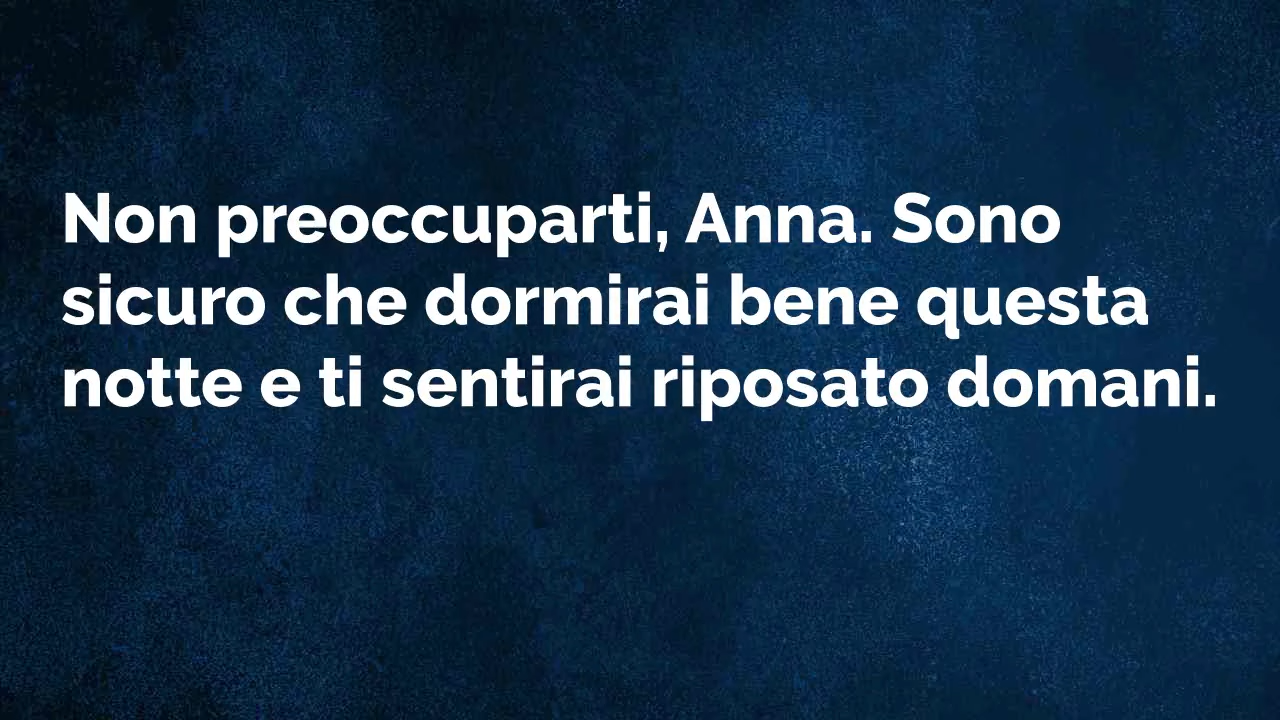 Non preoccuparti, Anna. Sono
sicuro che dormirai bene questa
notte e ti sentirai riposato domani.